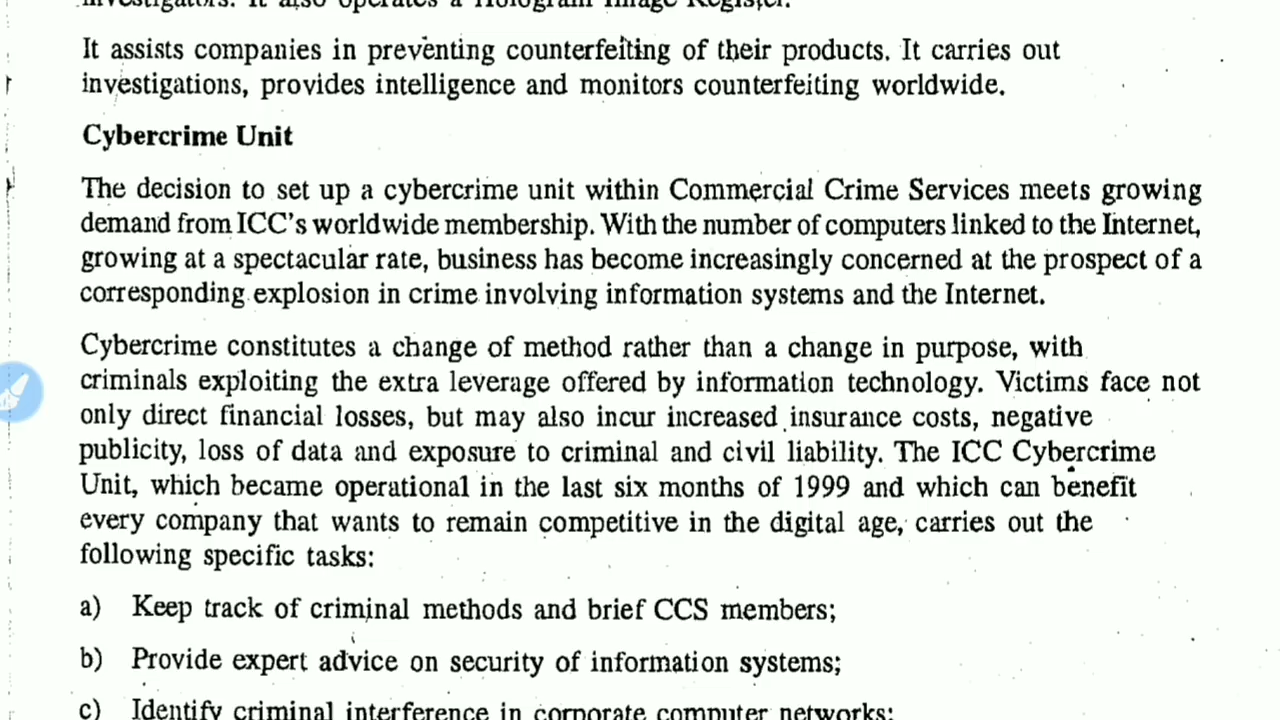 investigators. It also operates a Hologram Image Register.
It assists companies in preventing counterfeiting of their products. It carries out
investigations, provides intelligence and monitors counterfeiting worldwide.
Cybercrime Unit
The decision to set up a cybercrime unit within Commercial Crime Services meets growing
demand from ICC's worldwide membership. With the number of computers linked to the Internet,
growing at a spectacular rate, business has become increasingly concerned at the prospect of a
corresponding explosion in crime involving information systems and the Internet.
Cybercrime constitutes a change of method rather than a change in purpose, with
criminals exploiting the extra leverage offered by information technology. Victims face not
only direct financial losses, but may also incur increased insurance costs, negative
publicity, loss of data and exposure to criminal and civil liability. The ICC Cybercrime
Unit, which became operational in the last six months of 1999 and which can benefit
every company that wants to remain competitive in the digital age, carries out the
following specific tasks:
a) Keep track of criminal methods and brief CCS members;
b) Provide expert advice on security of information systems;
c) Identify criminal interference in corporate computer networks;